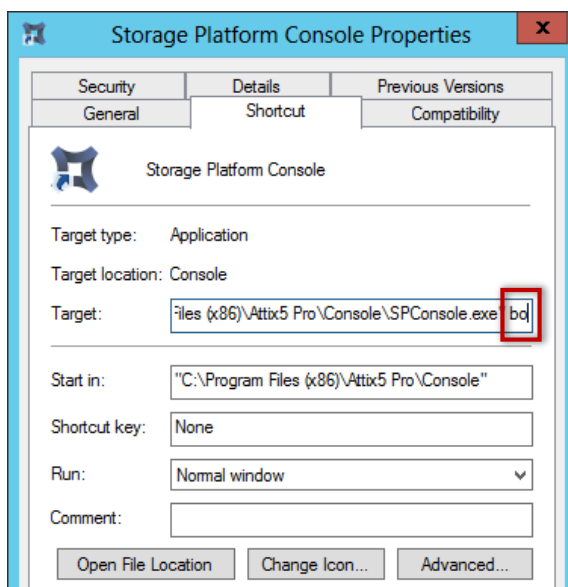 Storage Platform Console Properties
x
Security Details Previous Versions
General Shortcut Compatibility
Storage Platform Console
Target type: Application
Target location: Console
Target: Files (x86)\Attix5 Pro\Console\SPConsole.exe" bo
Start in: "C:\Program Files (x86)\Attix5 Pro\Console"
Shortcut key: None
Run: Normal window
Comment:
Open File Location Change Icon... Advanced...